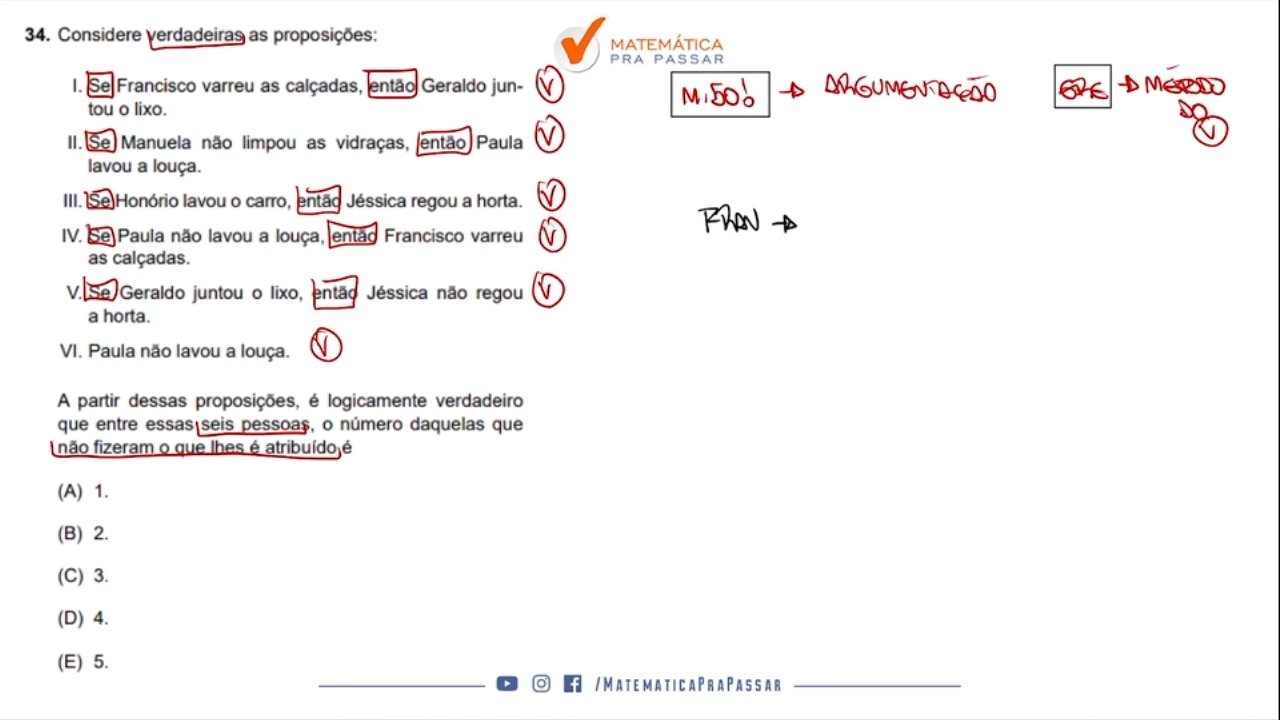 34. Considere verdadeiras as proposições:
I. Se Francisco varreu as calçadas, então Geraldo jun-
tou o lixo.
II. Se Manuela não limpou as vidraças, então Paula
lavou a louça.
III. Se Honório lavou o carro, então Jéssica regou a horta.
IV. Se Paula não lavou a louça, então Francisco varreu
as calçadas.
V. Se Geraldo juntou o lixo, então Jéssica não regou
a horta.
VI. Paula não lavou a louça.
V
V
V
V
V
V
A partir dessas proposições, é logicamente verdadeiro
que entre essas seis pessoas, o número daquelas que
não fizeram o que lhes é atribuído é
(A) 1.
(B) 2.
(C) 3.
(D) 4.
(E) 5.
MATEMÁTICA
PRA PASSAR
M.50! → ARGUMENTAÇÃO
→ MÉTODO
DO
V
FRAN →
/MATEMATICAPRAPASSAR